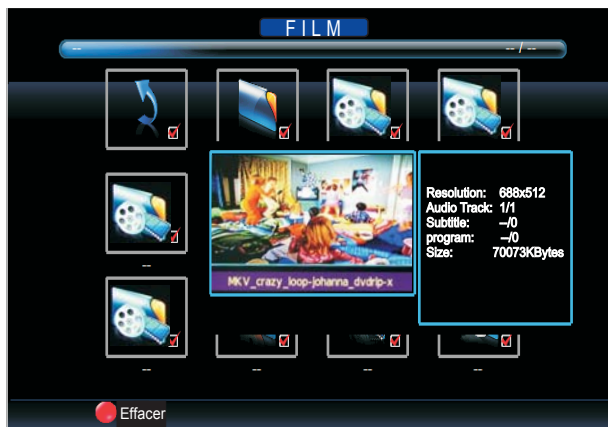 FILM
-- -- / --
Resolution: 688x512
Audio Track: 1/1
Subtitle: --/0
program: --/0
Size: 70073KBytes
MKV_crazy_loop-johanna_dvdrip-x
--
-- -- -- --
Effacer